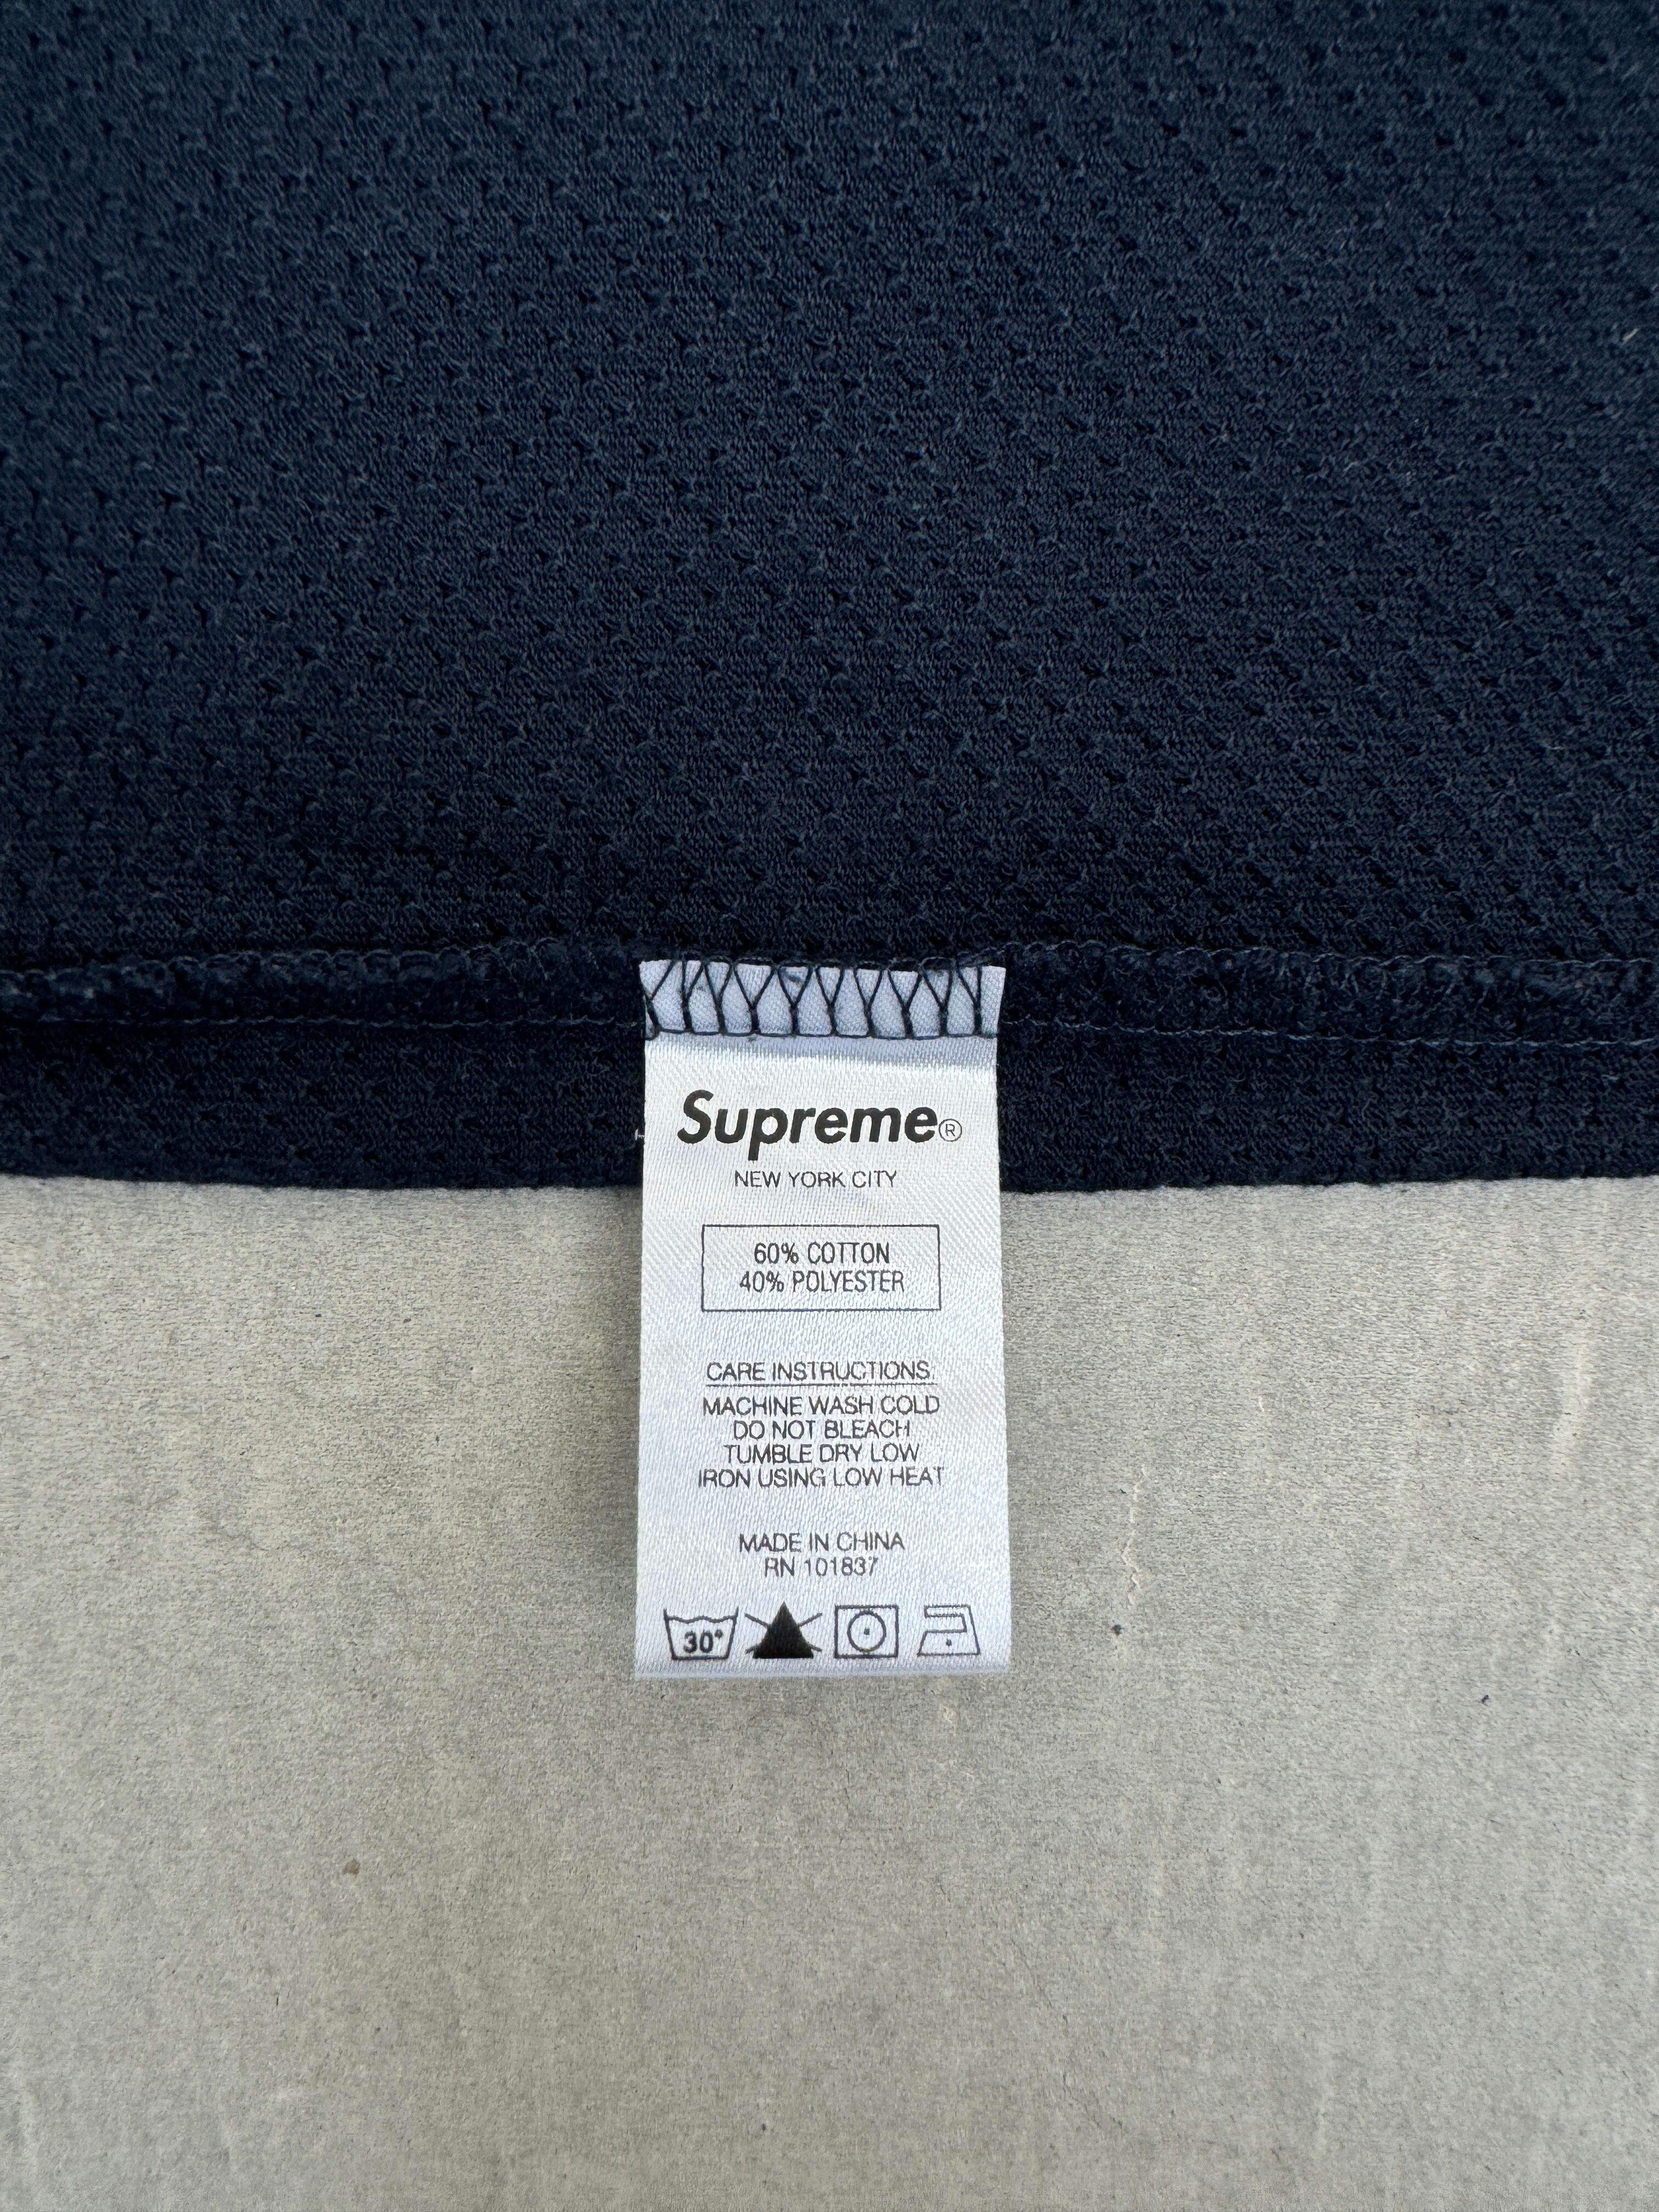 Supreme®
NEW YORK CITY
60% COTTON
40% POLYESTER
CARE INSTRUCTIONS
MACHINE WASH COLD
DO NOT BLEACH
TUMBLE DRY LOW
IRON USING LOW HEAT
MADE IN CHINA
RN 101837
30°